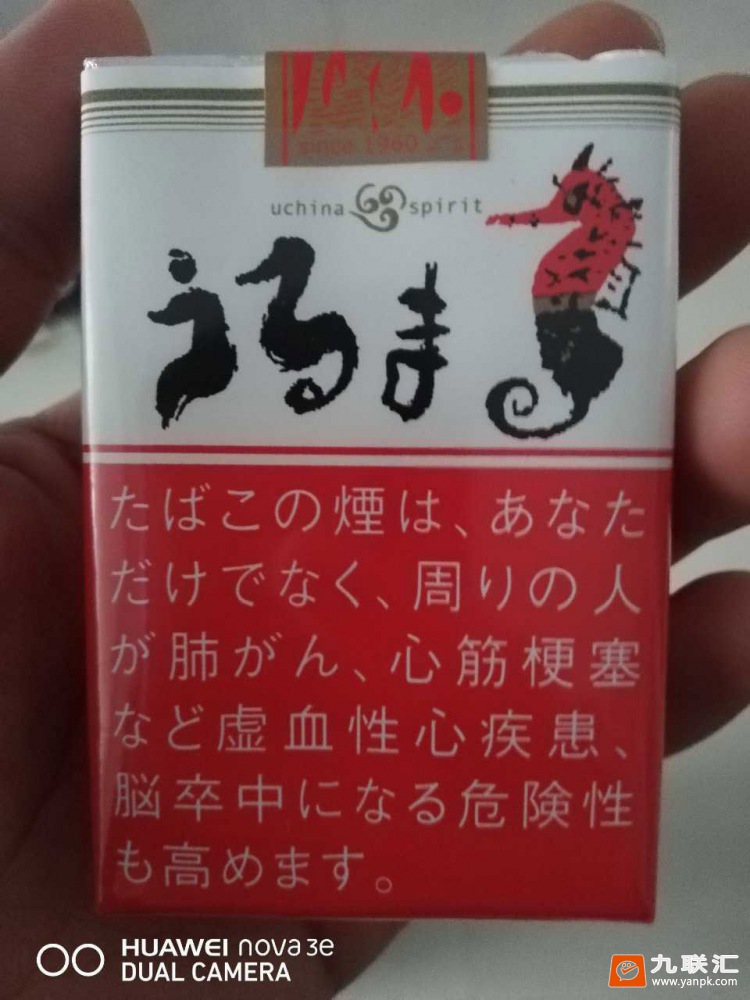 since 1960
uchina spirit
うるま
たばこの煙は、あなた
だけでなく、周りの人
が肺がん、心筋梗塞
など虚血性心疾患、
脳卒中になる危険性
も高めます。
HUAWEI nova 3e
DUAL CAMERA
九联汇
www.yanpk.com